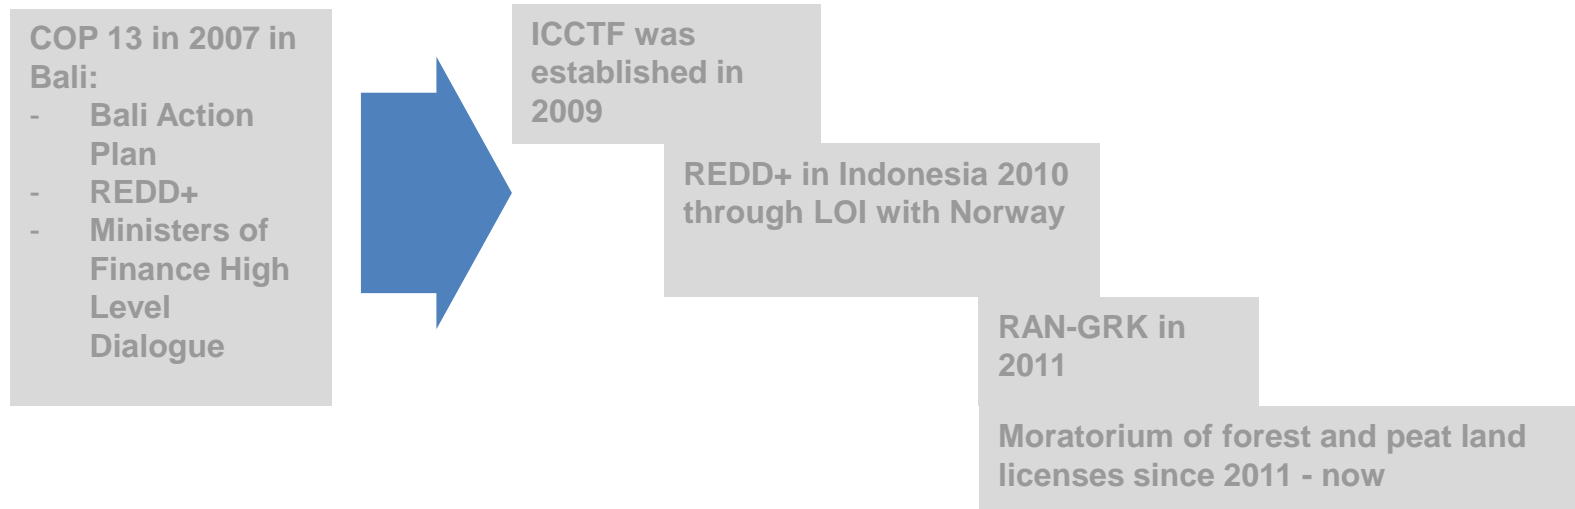 COP 13 in 2007 in
Bali:
- Bali Action
Plan
- REDD+
- Ministers of
Finance High
Level
Dialogue
ICCTF was
established in
2009
REDD+ in Indonesia 2010
through LOI with Norway
RAN-GRK in
2011
Moratorium of forest and peat land
licenses since 2011 - now